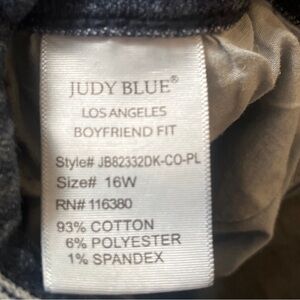 JUDY BLUE®
LOS ANGELES
BOYFRIEND FIT
Style# JB82332DK-CO-PL
Size# 16W
RN# 116380
93% COTTON
6% POLYESTER
1% SPANDEX